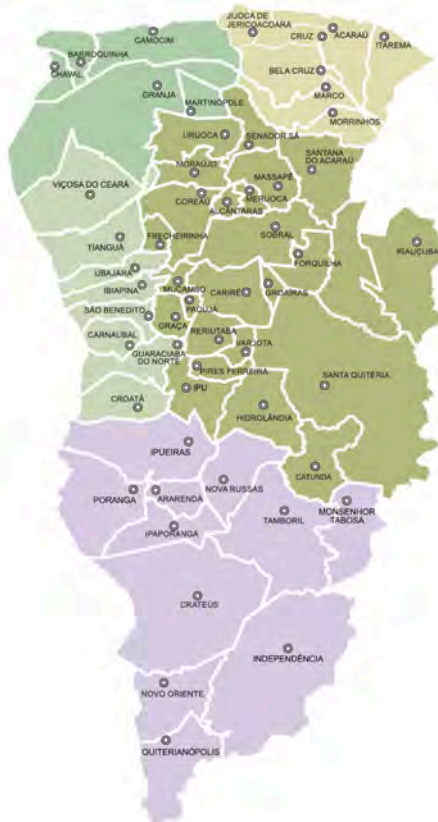 JIJOCA DE
JERICOACOARA
CAMOCIM
CRUZ
ACARAÚ
ITAREMA
BARROQUINHA
CHAVAL
BELA CRUZ
GRANJA
MARCO
MARTINÓPOLE
MORRINHOS
URUOCA
SENADOR SÁ
MORAÚJO
SANTANA
DO ACARAÚ
MASSAPÊ
VIÇOSA DO CEARÁ
MERUOCA
COREAÚ
ALCÂNTARAS
SOBRAL
TIANGUÁ
FRECHEIRINHA
IRAUÇUBA
FORQUILHA
UBAJARA
IBIAPINA
MUCAMBO
CARIRÉ
GROAÍRAS
PACUJÁ
SÃO BENEDITO
GRAÇA
RERIUTABA
CARNAUBAL
VARJOTA
GUARACIABA
DO NORTE
PIRES FERREIRA
SANTA QUITÉRIA
IPU
CROATÁ
HIDROLÂNDIA
IPUEIRAS
CATUNDA
PORANGA
ARARENDÁ
NOVA RUSSAS
MONSENHOR
TABOSA
TAMBORIL
IPAPORANGA
CRATEÚS
INDEPENDÊNCIA
NOVO ORIENTE
QUITERIANÓPOLIS